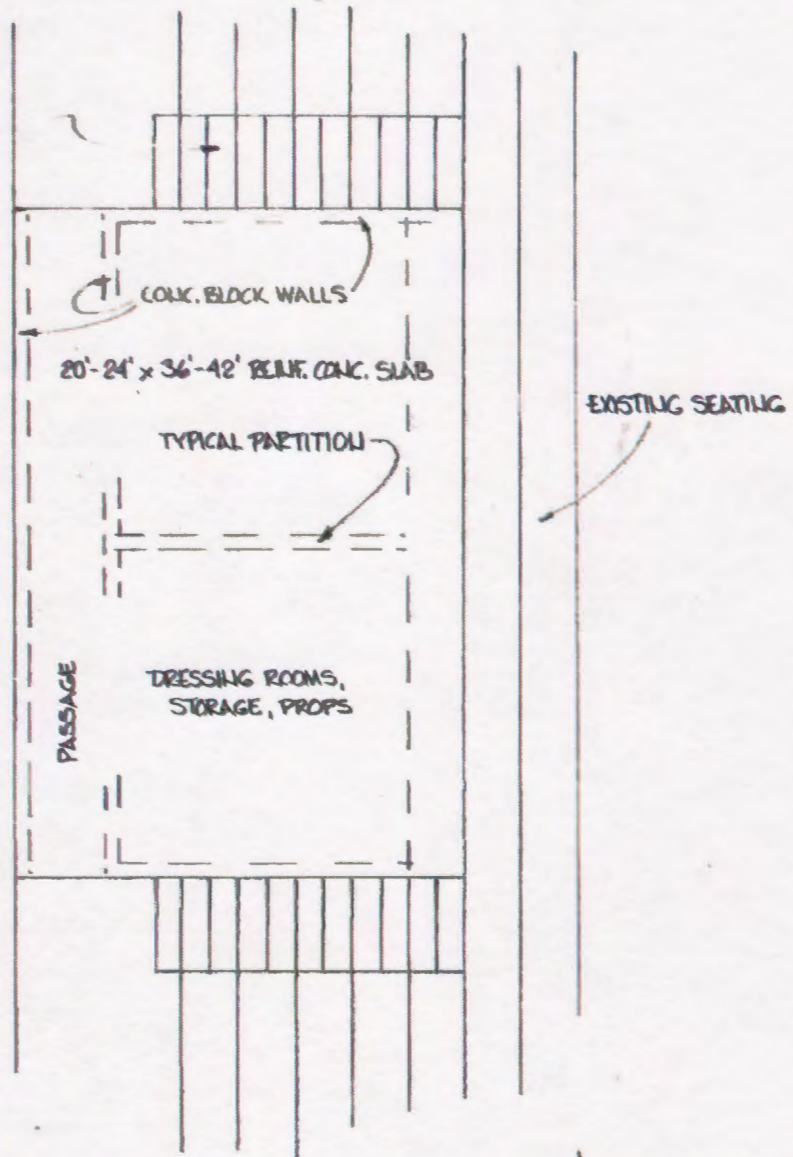 CONC. BLOCK WALLS
20'-24' x 36'-42' REINF. CONC. SLAB
EXISTING SEATING
TYPICAL PARTITION
PASSAGE
DRESSING ROOMS,
STORAGE, PROPS